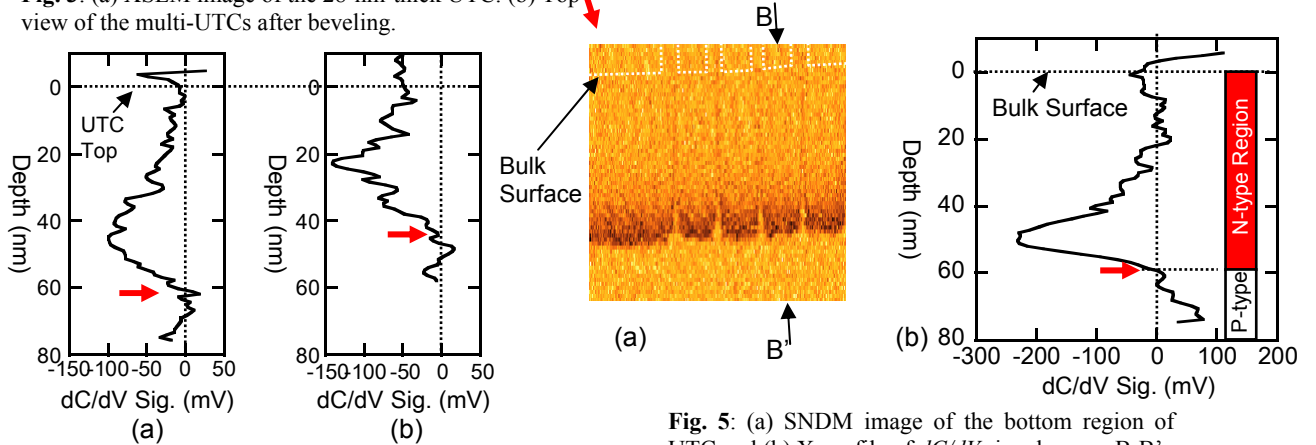 Fig. 3: (a) ASEM image of the 28-nm-thick UTC. (b) Top
view of the multi-UTCs after beveling.
0
20
40
60
80
Depth (nm)
UTC
Top
-150
-100
-50
0
50
dC/dV Sig. (mV)
(a)
0
20
40
60
80
Depth (nm)
-150
-100
-50
0
50
dC/dV Sig. (mV)
(b)
B
Bulk
Surface
(a)
B'
0
20
40
60
80
Depth (nm)
Bulk Surface
N-type Region
P-type
(b)
-300
-200
-100
0
100
200
dC/dV Sig. (mV)
Fig. 5: (a) SNDM image of the bottom region of